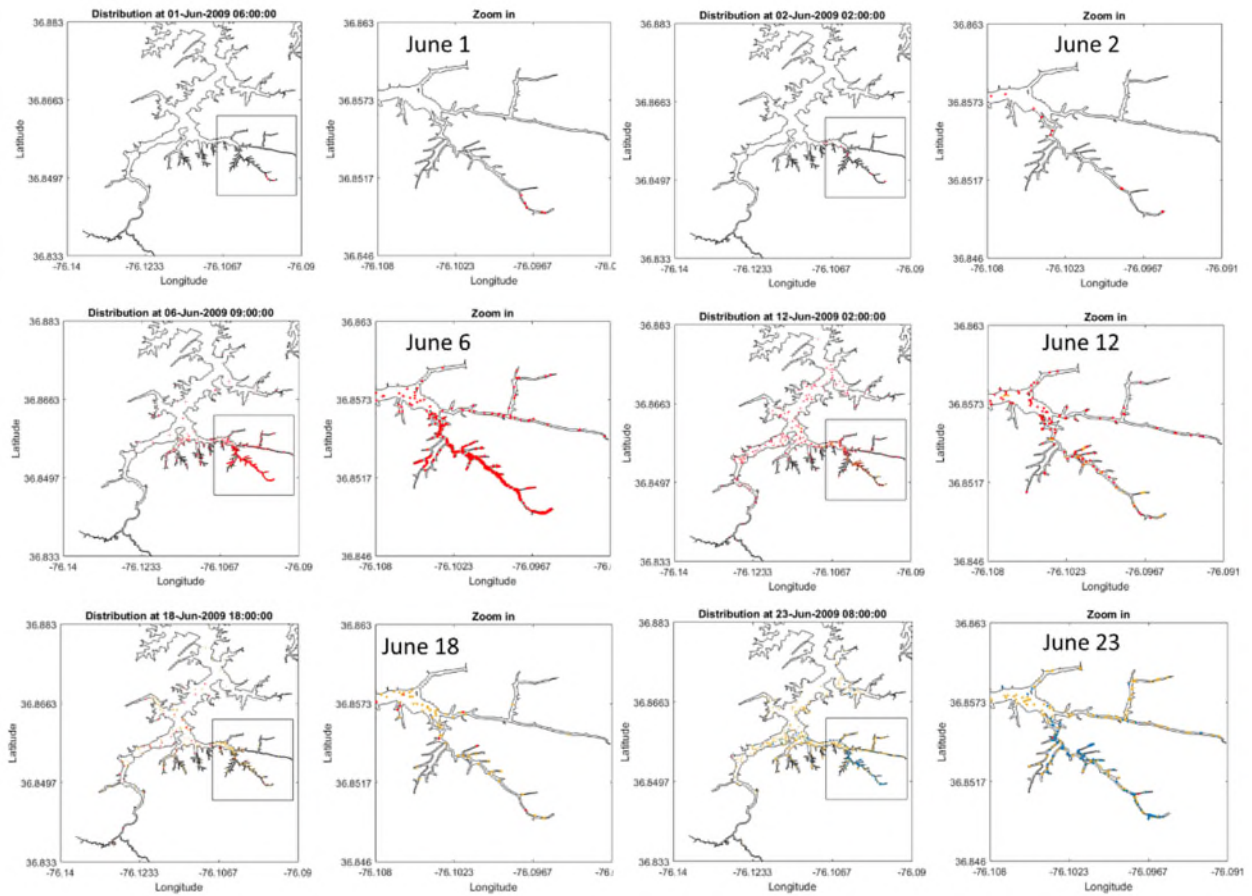 Distribution at 01-Jun-2009 06:00:00
Zoom in
Distribution at 02-Jun-2009 02:00:00
Zoom in
36.883
36.8663
36.8497
36.833
Latitude
-76.14
-76.1233
-76.1067
-76.09
Longitude
36.863
36.8573
36.8517
36.846
Latitude
June 1
-76.108
-76.1023
-76.0967
Longitude
36.883
36.8663
36.8497
36.833
Latitude
-76.14
-76.1233
-76.1067
-76.09
Longitude
36.863
36.8573
36.8517
36.846
Latitude
June 2
-76.108
-76.1023
-76.0967
-76.091
Longitude
Distribution at 06-Jun-2009 09:00:00
Zoom in
Distribution at 12-Jun-2009 02:00:00
Zoom in
36.883
36.8663
36.8497
36.833
Latitude
-76.14
-76.1233
-76.1067
-76.09
Longitude
36.863
36.8573
36.8517
36.846
Latitude
June 6
-76.108
-76.1023
-76.0967
Longitude
36.883
36.8663
36.8497
36.833
Latitude
-76.14
-76.1233
-76.1067
-76.09
Longitude
36.863
36.8573
36.8517
36.846
Latitude
June 12
-76.108
-76.1023
-76.0967
-76.091
Longitude
Distribution at 18-Jun-2009 18:00:00
Zoom in
Distribution at 23-Jun-2009 08:00:00
Zoom in
36.883
36.8663
36.8497
36.833
Latitude
-76.14
-76.1233
-76.1067
-76.09
Longitude
36.863
36.8573
36.8517
36.846
Latitude
June 18
-76.108
-76.1023
-76.0967
Longitude
36.883
36.8663
36.8497
36.833
Latitude
-76.14
-76.1233
-76.1067
-76.09
Longitude
36.863
36.8573
36.8517
36.846
Latitude
June 23
-76.108
-76.1023
-76.0967
-76.091
Longitude